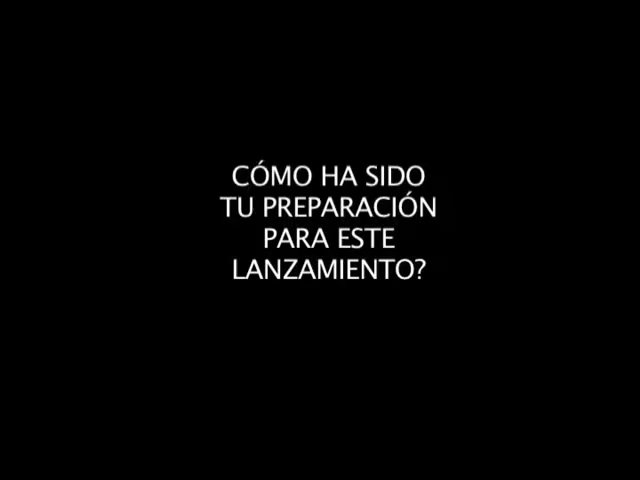 CÓMO HA SIDO
TU PREPARACIÓN
PARA ESTE
LANZAMIENTO?